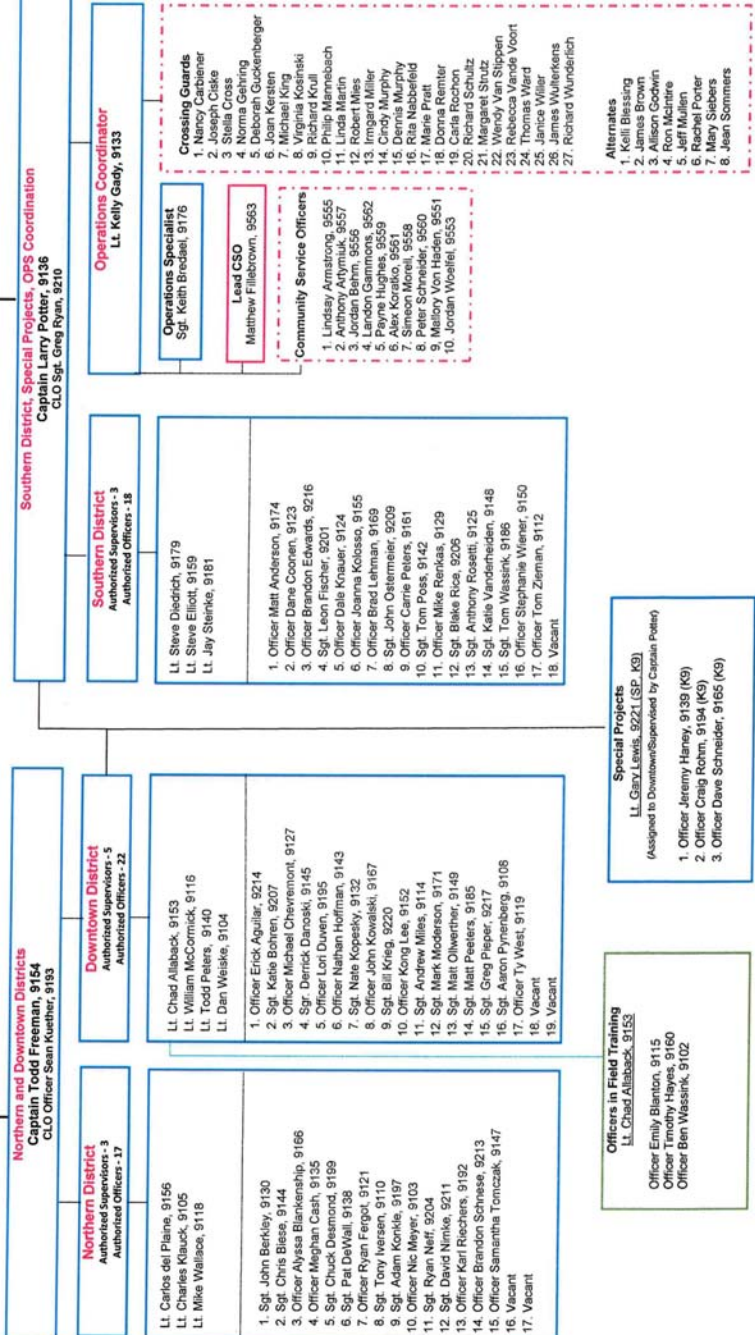 Northern and Downtown Districts
Captain Todd Freeman, 9154
CLO Officer Sean Kuether, 9193
Northern District
Authorized Supervisors - 3
Authorized Officers - 17
Lt. Carlos del Plaine, 9156
Lt. Charles Klauck, 9105
Lt. Mike Wallace, 9118
1. Sgt. John Berkley, 9130
2. Sgt. Chris Biese, 9144
3. Officer Alyssa Blankenship, 9166
4. Officer Meghan Cash, 9135
5. Sgt. Chuck Desmond, 9199
6. Sgt. Pat DeWall, 9138
7. Officer Ryan Fergot, 9121
8. Sgt. Tony Iversen, 9110
9. Sgt. Adam Konkle, 9197
10. Officer Nic Meyer, 9103
11. Sgt. Ryan Neff, 9204
12. Sgt. David Nimke, 9211
13. Officer Karl Riechers, 9192
14. Officer Brandon Schnese, 9213
15. Officer Samantha Tomczak, 9147
16. Vacant
17. Vacant
Downtown District
Authorized Supervisors - 5
Authorized Officers - 22
Lt. Chad Allaback, 9153
Lt. William McCormick, 9116
Lt. Todd Peters, 9140
Lt. Dan Weiske, 9104
1. Officer Erick Aguilar, 9214
2. Sgt. Katie Bohren, 9207
3. Officer Michael Chevremont, 9127
4. Sgr. Derrick Danoski, 9145
5. Officer Lori Duven, 9195
6. Officer Nathan Hoffman, 9143
7. Sgt. Nate Kopesky, 9132
8. Officer John Kowalski, 9167
9. Sgt. Bill Krieg, 9220
10. Officer Kong Lee, 9152
11. Sgt. Andrew Miles, 9114
12. Sgt. Mark Moderson, 9171
13. Sgt. Matt Ollwerther, 9149
14. Sgt. Matt Peeters, 9185
15. Sgt. Greg Pieper, 9217
16. Sgt. Aaron Pynenberg, 9108
17. Officer Ty West, 9119
18. Vacant
19. Vacant
Officers in Field Training
Lt. Chad Allaback, 9153
Officer Emily Blanton, 9115
Officer Timothy Hayes, 9160
Officer Ben Wassink, 9102
Southern District, Special Projects, OPS Coordination
Captain Larry Potter, 9136
CLO Sgt. Greg Ryan, 9210
Southern District
Authorized Supervisors - 3
Authorized Officers - 18
Lt. Steve Diedrich, 9179
Lt. Steve Elliott, 9159
Lt. Jay Steinke, 9181
1. Officer Matt Anderson, 9174
2. Officer Dane Coonen, 9123
3. Officer Brandon Edwards, 9216
4. Sgt. Leon Fischer, 9201
5. Officer Dale Knauer, 9124
6. Officer Joanna Kolosso, 9155
7. Officer Brad Lehman, 9169
8. Sgt. John Ostermeier, 9209
9. Officer Carrie Peters, 9161
10. Sgt. Tom Poss, 9142
11. Officer Mike Renkas, 9129
12. Sgt. Blake Rice, 9206
13. Sgt. Anthony Rosetti, 9125
14. Sgt. Katie Vanderheiden, 9148
15. Sgt. Tom Wassink, 9186
16. Officer Stephanie Wiener, 9150
17. Officer Tom Zieman, 9112
18. Vacant
Special Projects
Lt. Gary Lewis, 9221 (SP, K9)
(Assigned to Downtown/Supervised by Captain Potter)
1. Officer Jeremy Haney, 9139 (K9)
2. Officer Craig Rohm, 9194 (K9)
3. Officer Dave Schneider, 9165 (K9)
Operations Coordinator
Lt. Kelly Gady, 9133
Operations Specialist
Sgt. Keith Bredael, 9176
Lead CSO
Matthew Fillebrown, 9563
Community Service Officers
1. Lindsay Armstrong, 9555
2. Anthony Artymiuk, 9557
3. Jordan Behm, 9556
4. Landon Gammons, 9562
5. Payne Hughes, 9559
6. Alex Koratko, 9561
7. Simeon Morell, 9558
8. Peter Schneider, 9560
9, Mallory Von Haden, 9551
10. Jordan Woelfel, 9553
Crossing Guards
1. Nancy Carbiener
2. Joseph Ciske
3 Stella Cross
4. Norma Gehring
5. Deborah Guckenberger
6. Joan Kersten
7. Michael King
8. Virginia Kosinski
9. Richard Krull
10. Philip Mannebach
11. Linda Martin
12. Robert Mies
13. Irmgard Miller
14. Cindy Murphy
15. Dennis Murphy
16. Rita Nabbefeld
17. Marie Pratt
18. Donna Remter
19. Carla Rochon
20. Richard Schultz
21. Margaret Strutz
22. Wendy Van Stippen
23. Rebecca Vande Voort
24. Thomas Ward
25. Janice Willer
26. James Wulterkens
27. Richard Wunderlich
Alternates
1. Kelli Blessing
2. James Brown
3. Allison Godwin
4. Ron McIntire
5. Jeff Mullen
6. Rachel Porter
7. Mary Siebers
8. Jean Sommers